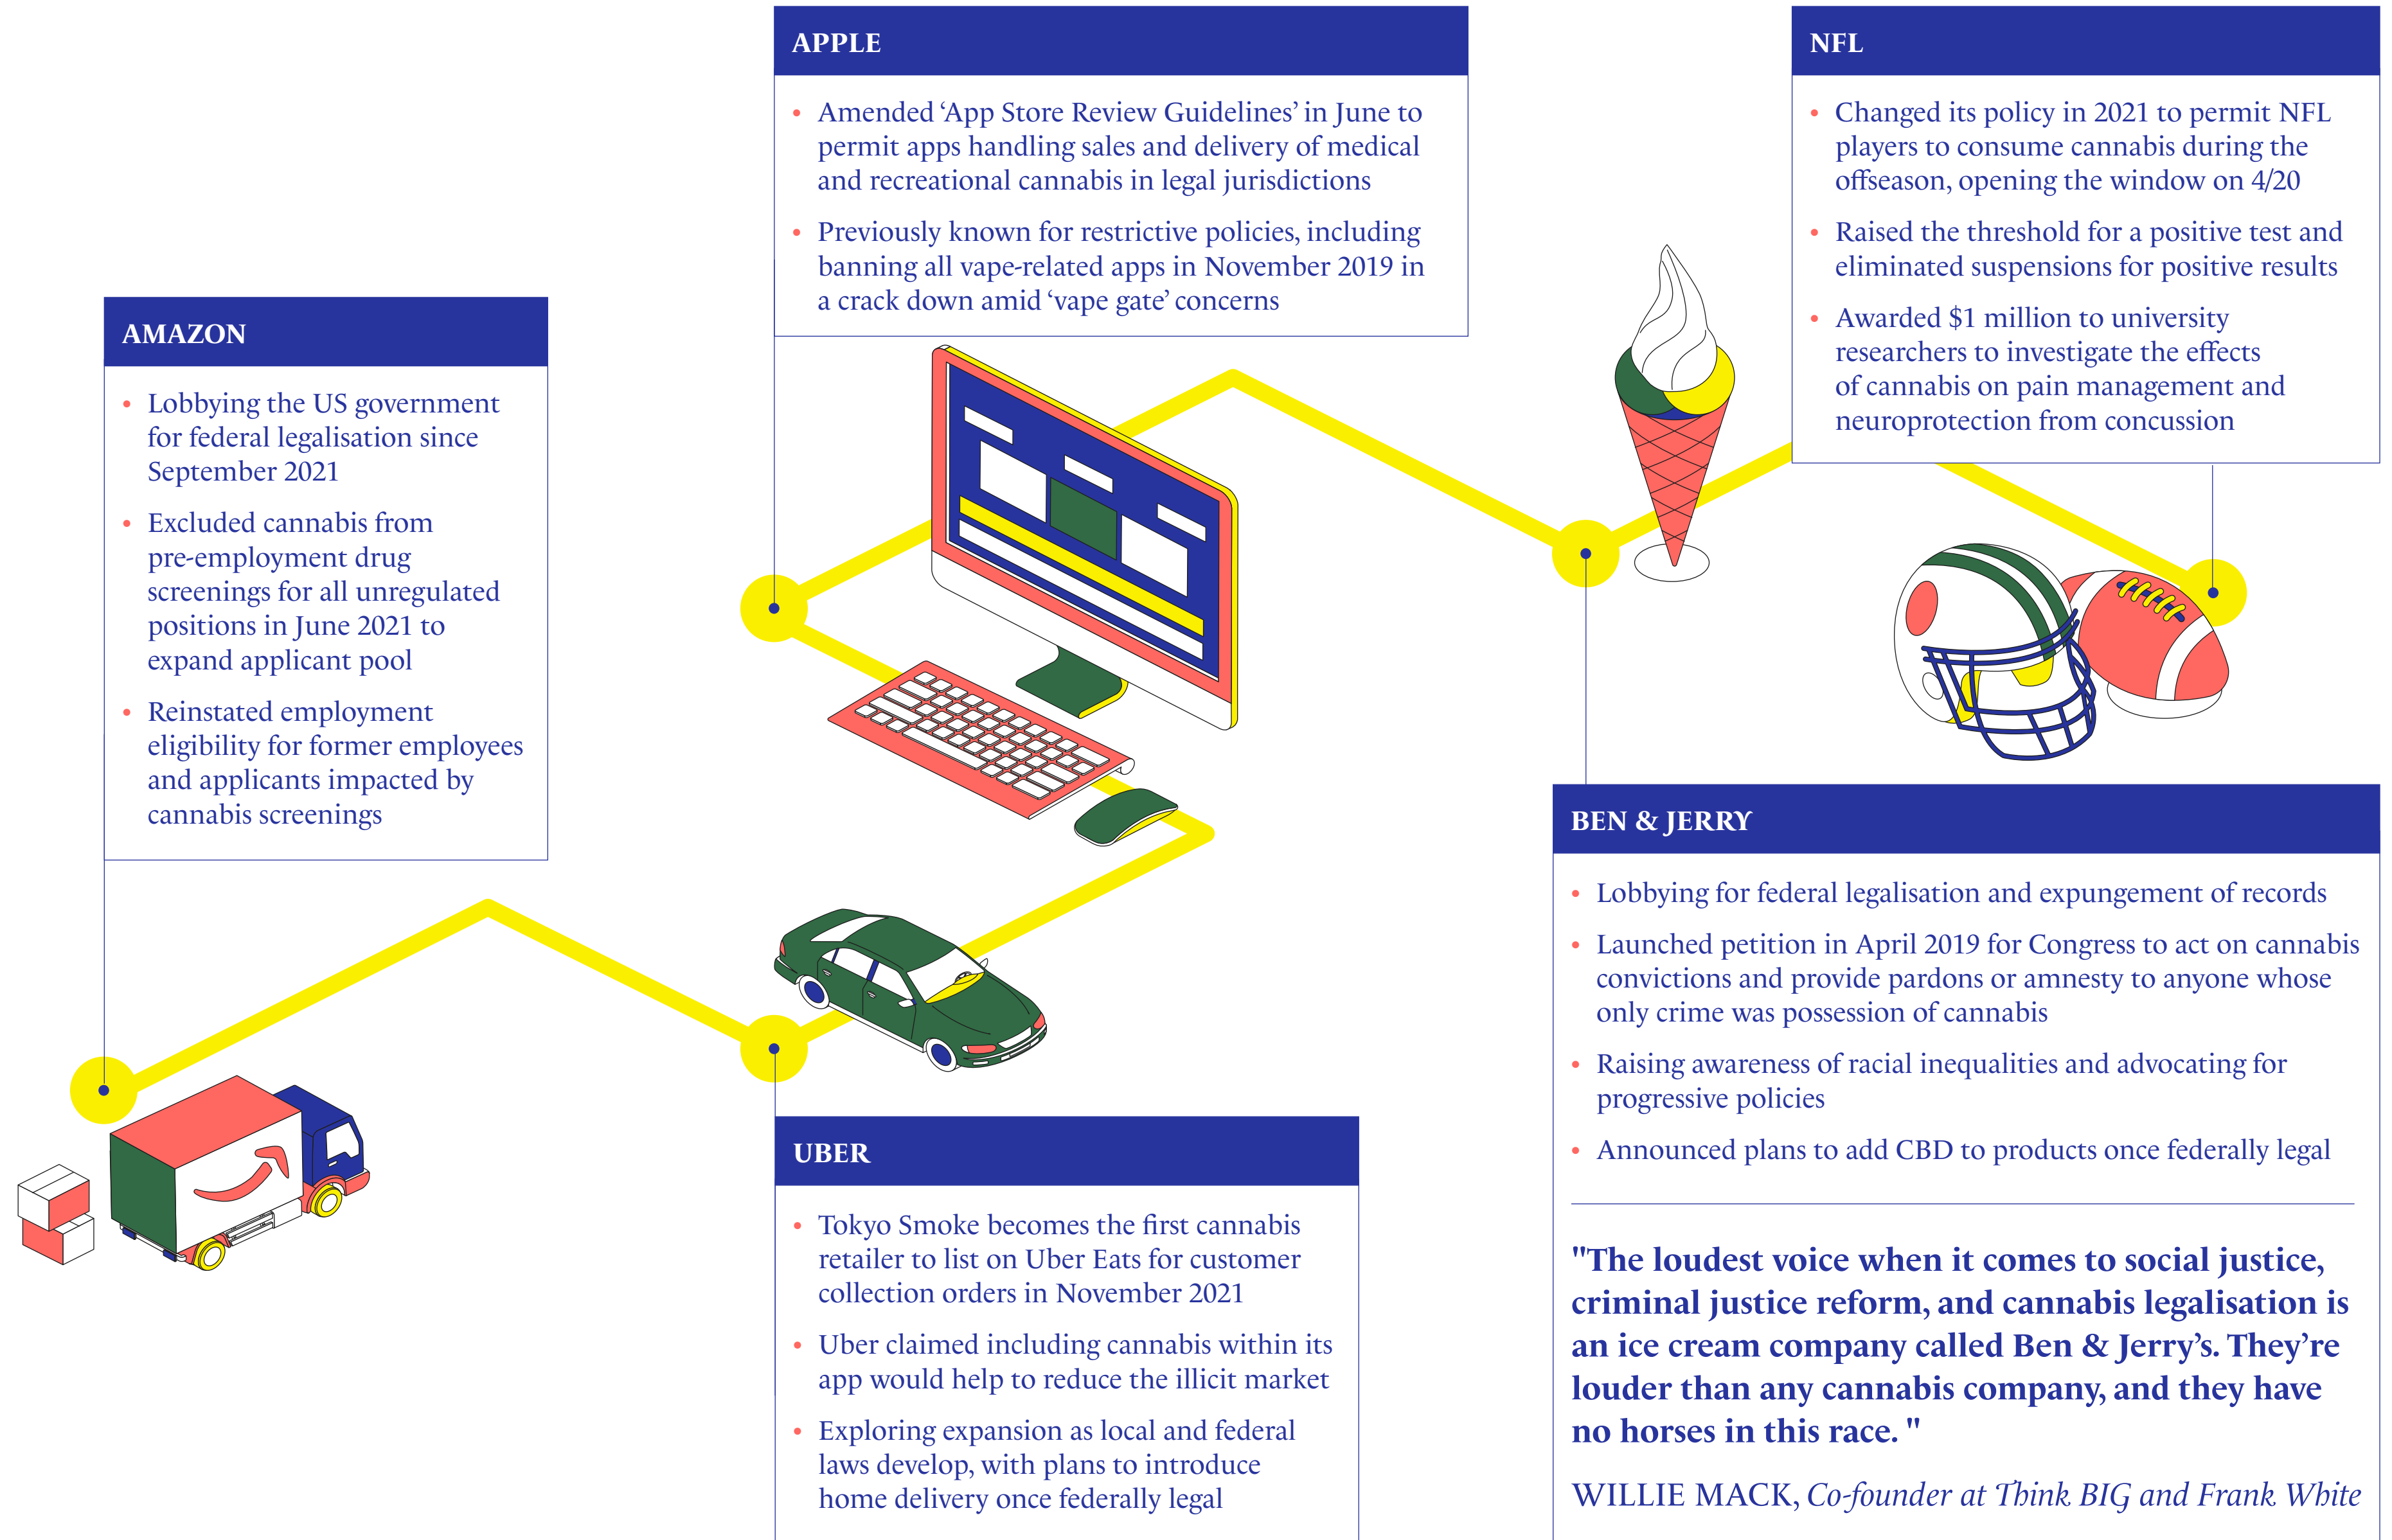 AMAZON
• Lobbying the US government
for federal legalisation since
September 2021
• Excluded cannabis from
pre-employment drug
screenings for all unregulated
positions in June 2021 to
expand applicant pool
• Reinstated employment
eligibility for former employees
and applicants impacted by
cannabis screenings
APPLE
• Amended ‘App Store Review Guidelines’ in June to
permit apps handling sales and delivery of medical
and recreational cannabis in legal jurisdictions
• Previously known for restrictive policies, including
banning all vape-related apps in November 2019 in
a crack down amid ‘vape gate’ concerns
NFL
• Changed its policy in 2021 to permit NFL
players to consume cannabis during the
offseason, opening the window on 4/20
• Raised the threshold for a positive test and
eliminated suspensions for positive results
• Awarded $1 million to university
researchers to investigate the effects
of cannabis on pain management and
neuroprotection from concussion
UBER
• Tokyo Smoke becomes the first cannabis
retailer to list on Uber Eats for customer
collection orders in November 2021
• Uber claimed including cannabis within its
app would help to reduce the illicit market
• Exploring expansion as local and federal
laws develop, with plans to introduce
home delivery once federally legal
BEN & JERRY
• Lobbying for federal legalisation and expungement of records
• Launched petition in April 2019 for Congress to act on cannabis
convictions and provide pardons or amnesty to anyone whose
only crime was possession of cannabis
• Raising awareness of racial inequalities and advocating for
progressive policies
• Announced plans to add CBD to products once federally legal
"The loudest voice when it comes to social justice,
criminal justice reform, and cannabis legalisation is
an ice cream company called Ben & Jerry’s. They’re
louder than any cannabis company, and they have
no horses in this race. "
WILLIE MACK, Co-founder at Think BIG and Frank White